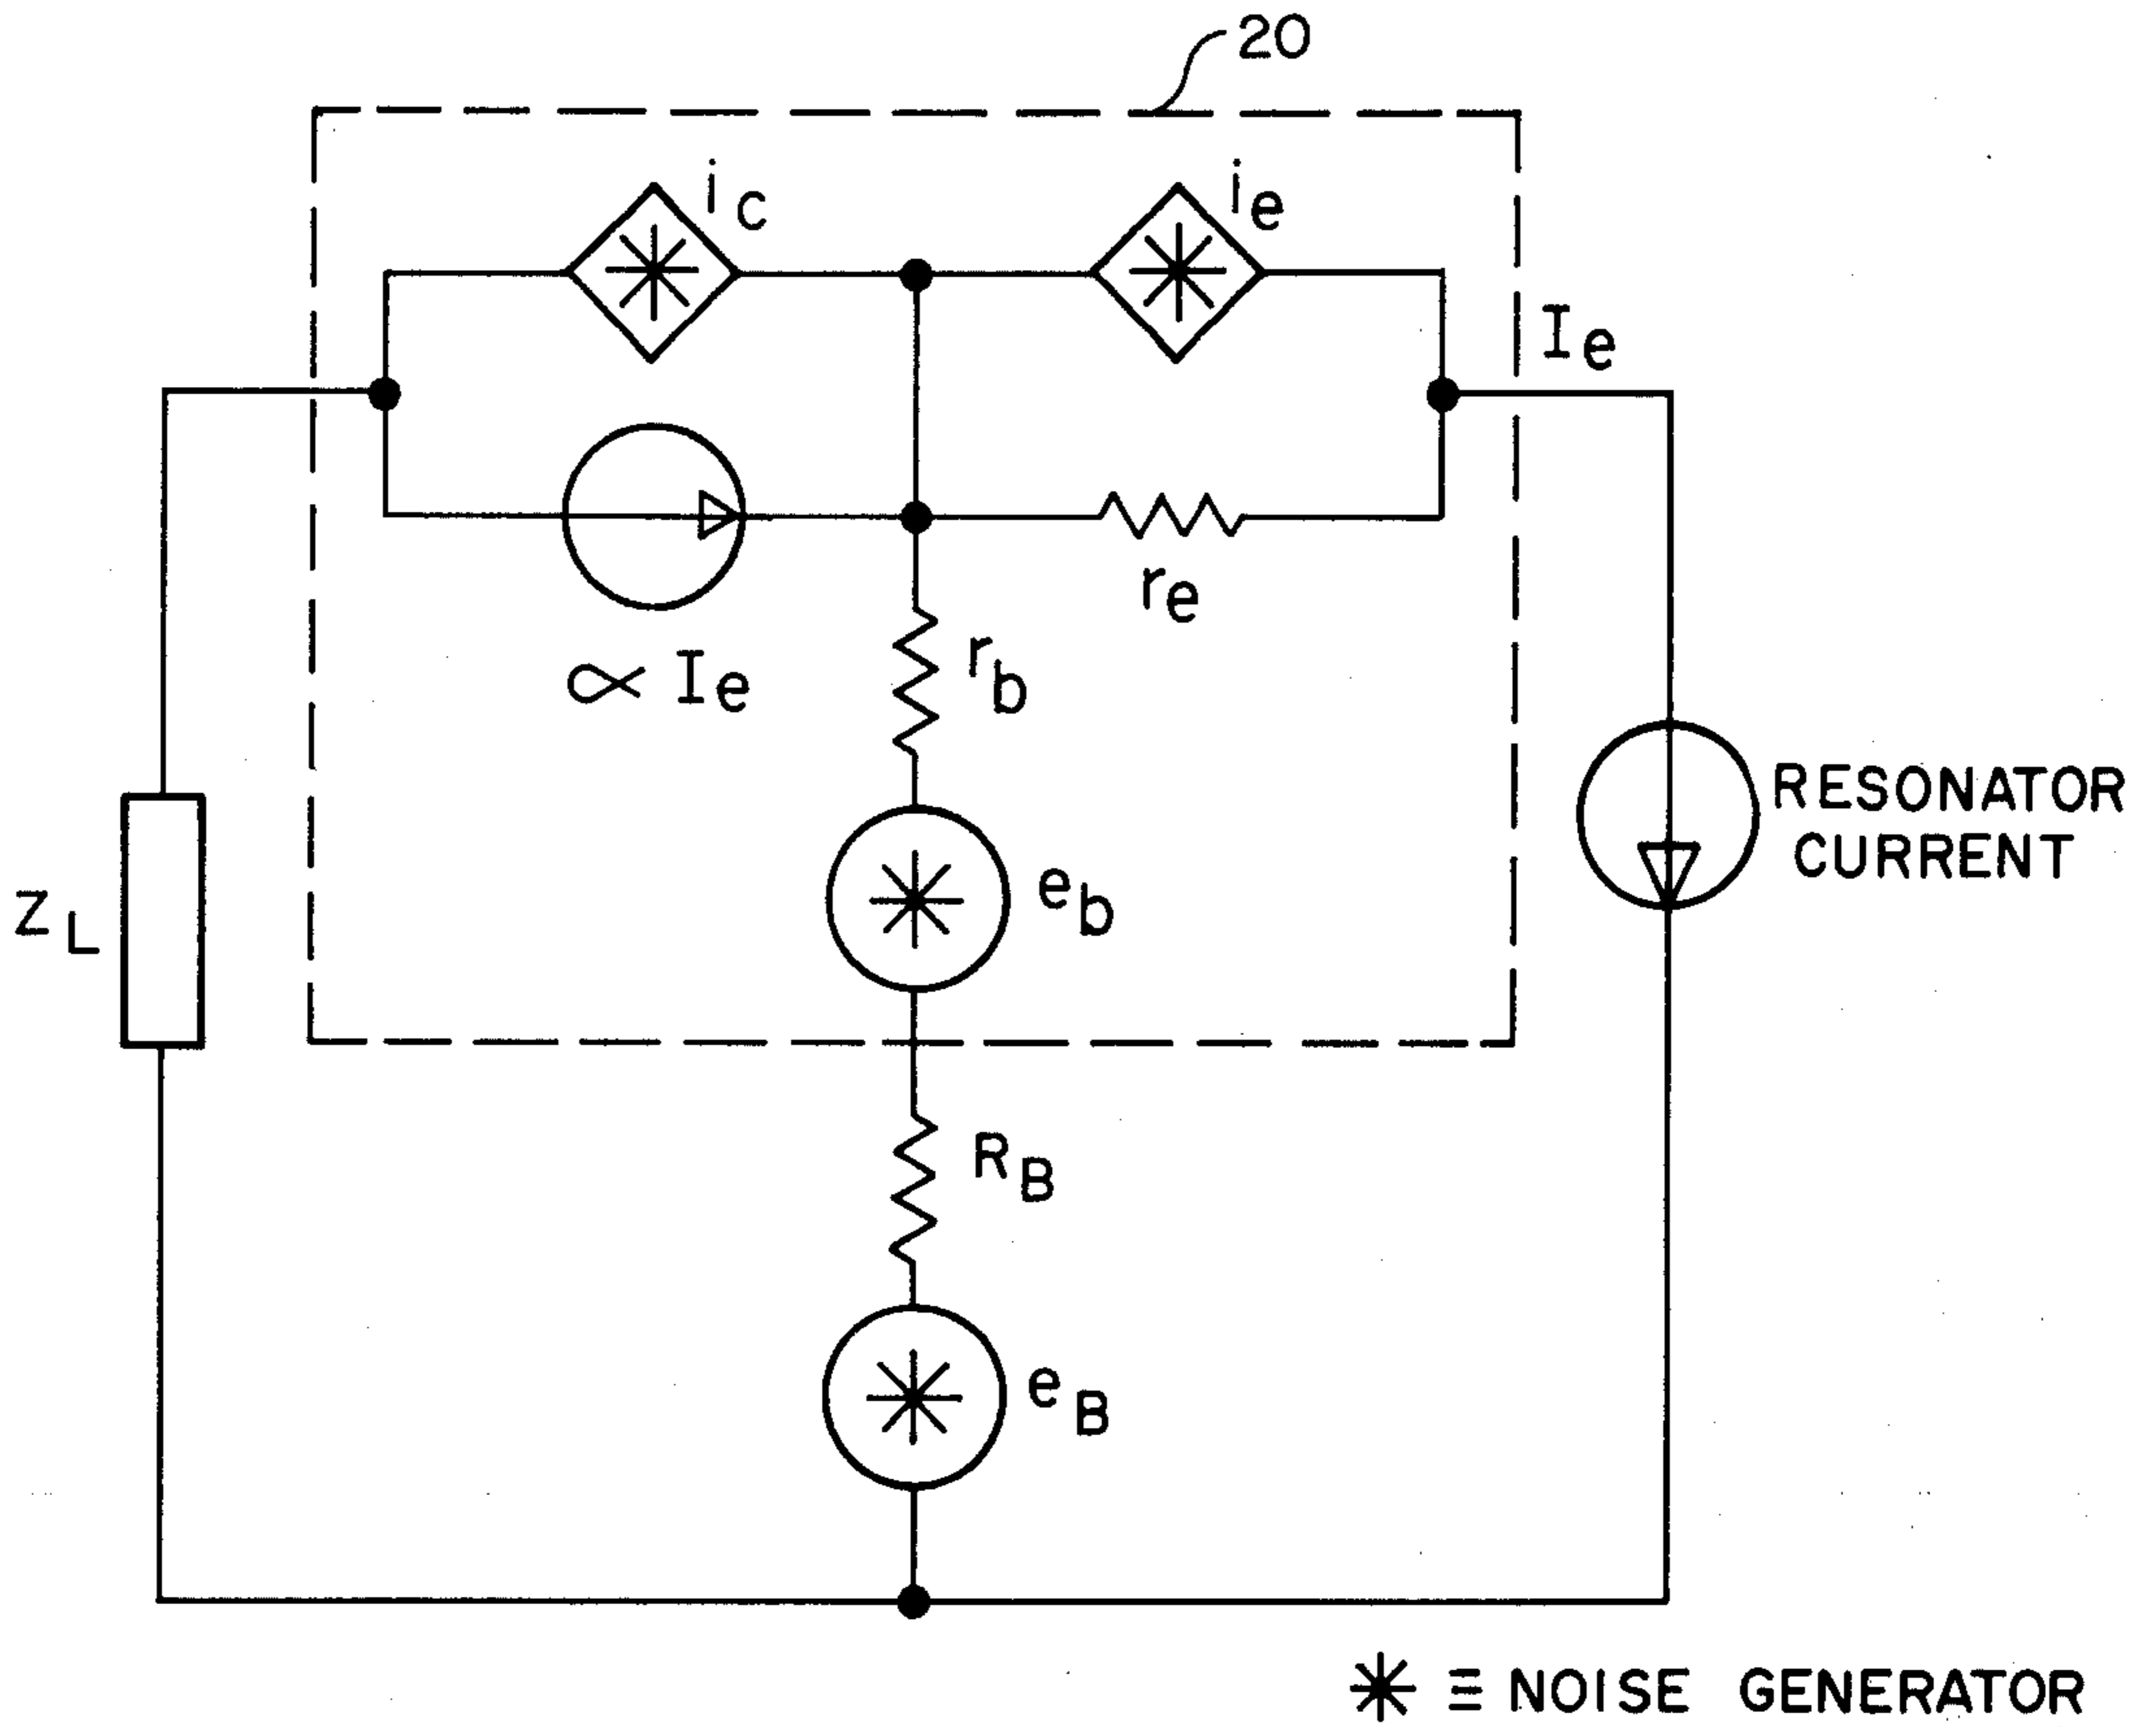 20
ic
ie
Ie
re
∝ Ie
rb
RESONATOR
CURRENT
eb
ZL
RB
eB
✳ ≡ NOISE GENERATOR